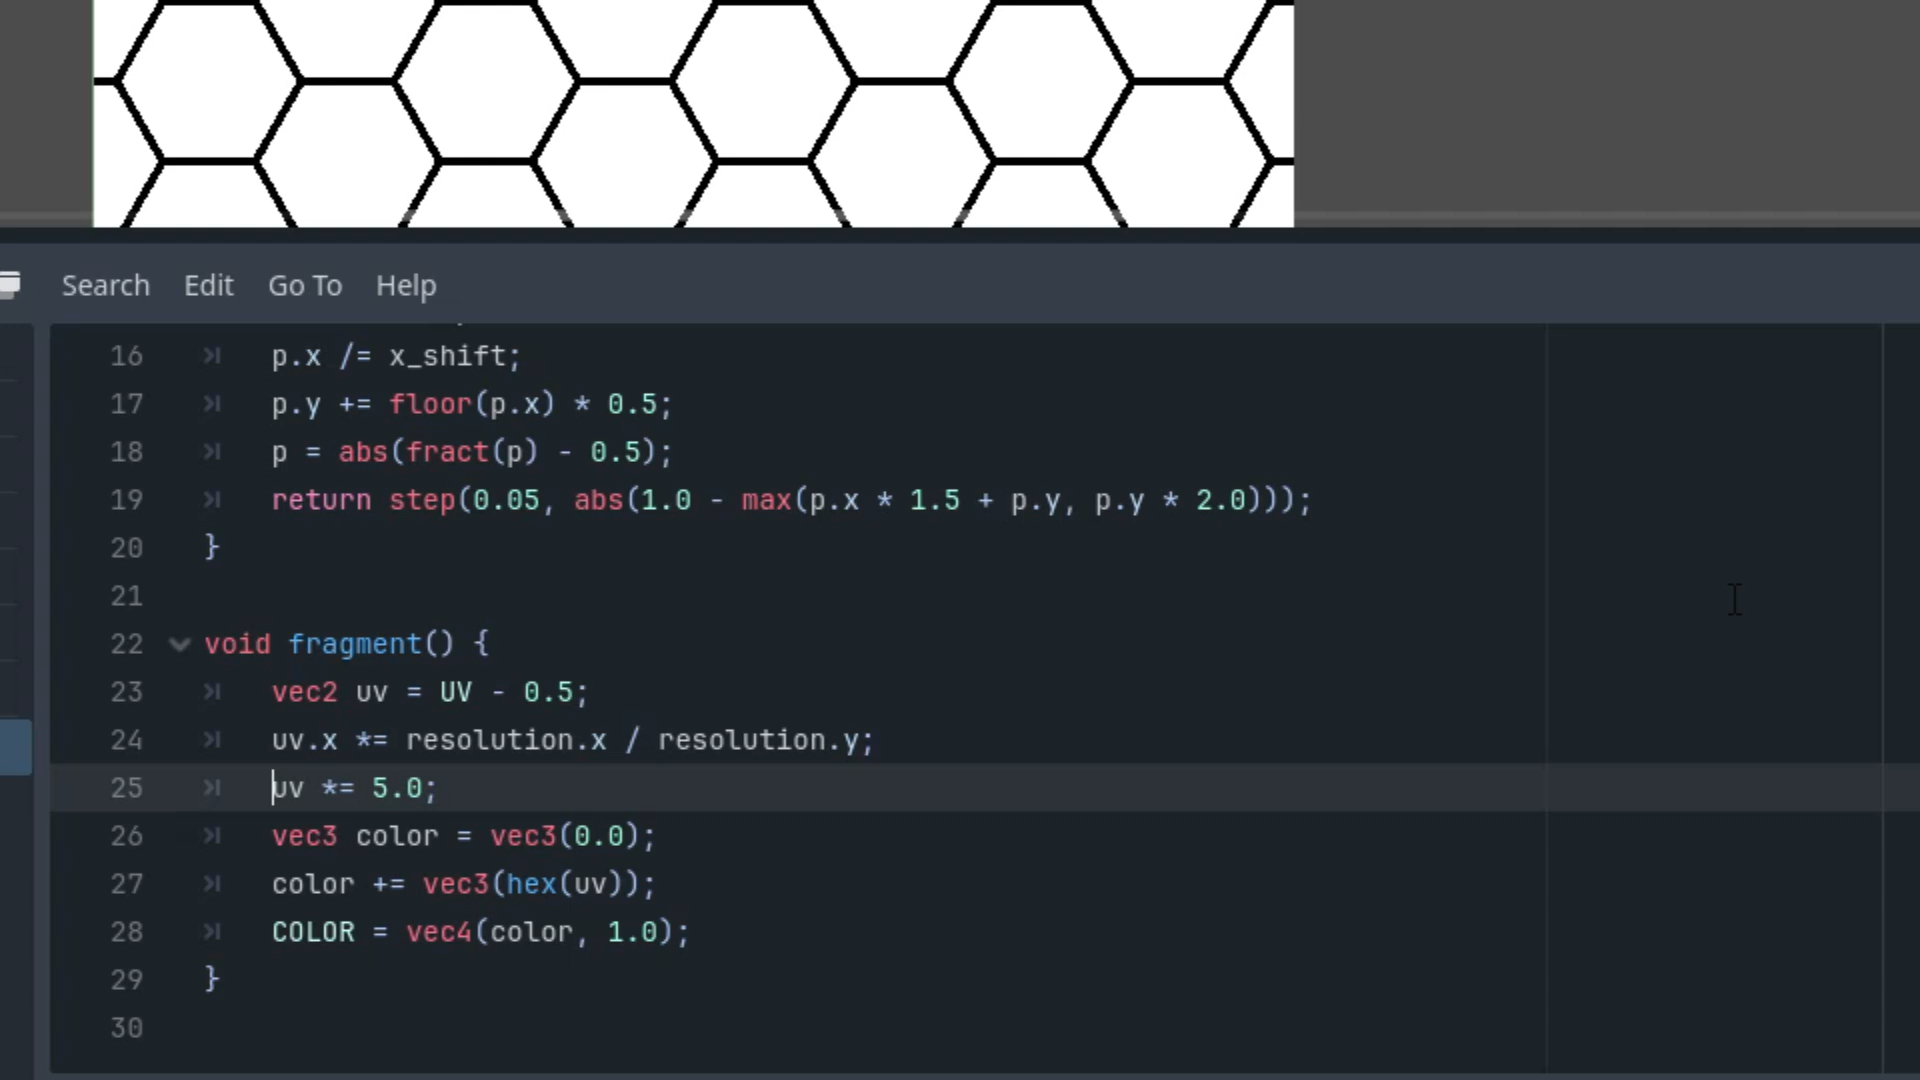 Search Edit Go To Help
16 p.x /= x_shift;
17 p.y += floor(p.x) * 0.5;
18 p = abs(fract(p) - 0.5);
19 return step(0.05, abs(1.0 - max(p.x * 1.5 + p.y, p.y * 2.0)));
20 }
21
22 void fragment() {
23 vec2 uv = UV - 0.5;
24 uv.x *= resolution.x / resolution.y;
25 uv *= 5.0;
26 vec3 color = vec3(0.0);
27 color += vec3(hex(uv));
28 COLOR = vec4(color, 1.0);
29 }
30